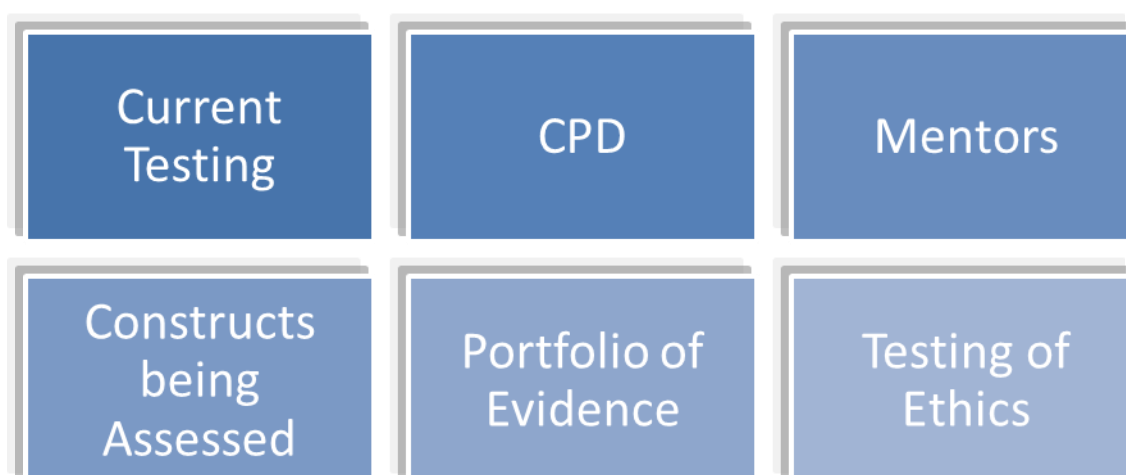 Current
Testing
CPD
Mentors
Constructs
being
Assessed
Portfolio of
Evidence
Testing of
Ethics